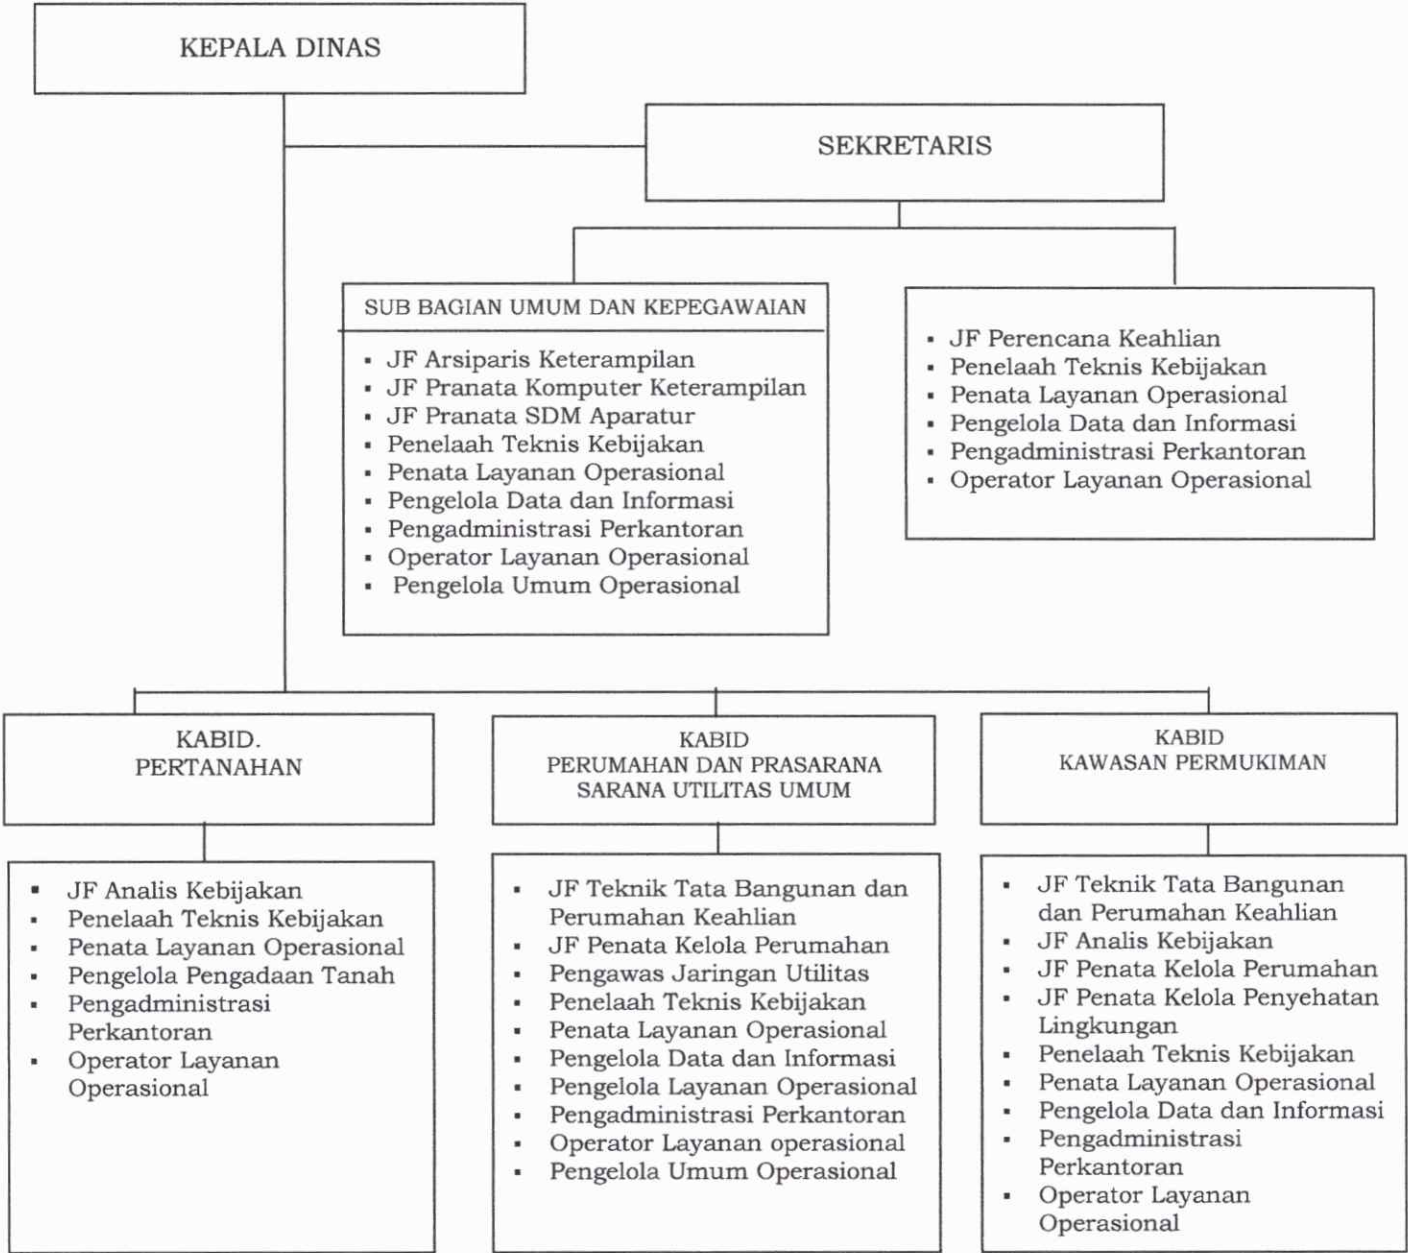 KEPALA DINAS
SEKRETARIS
SUB BAGIAN UMUM DAN KEPEGAWAIAN
▪ JF Arsiparis Keterampilan
▪ JF Pranata Komputer Keterampilan
▪ JF Pranata SDM Aparatur
▪ Penelaah Teknis Kebijakan
▪ Penata Layanan Operasional
▪ Pengelola Data dan Informasi
▪ Pengadministrasi Perkantoran
▪ Operator Layanan Operasional
▪ Pengelola Umum Operasional
▪ JF Perencana Keahlian
▪ Penelaah Teknis Kebijakan
▪ Penata Layanan Operasional
▪ Pengelola Data dan Informasi
▪ Pengadministrasi Perkantoran
▪ Operator Layanan Operasional
KABID.
PERTANAHAN
▪ JF Analis Kebijakan
▪ Penelaah Teknis Kebijakan
▪ Penata Layanan Operasional
▪ Pengelola Pengadaan Tanah
▪ Pengadministrasi
Perkantoran
▪ Operator Layanan
Operasional
KABID
PERUMAHAN DAN PRASARANA
SARANA UTILITAS UMUM
▪ JF Teknik Tata Bangunan dan
Perumahan Keahlian
▪ JF Penata Kelola Perumahan
▪ Pengawas Jaringan Utilitas
▪ Penelaah Teknis Kebijakan
▪ Penata Layanan Operasional
▪ Pengelola Data dan Informasi
▪ Pengelola Layanan Operasional
▪ Pengadministrasi Perkantoran
▪ Operator Layanan operasional
▪ Pengelola Umum Operasional
KABID
KAWASAN PERMUKIMAN
▪ JF Teknik Tata Bangunan
dan Perumahan Keahlian
▪ JF Analis Kebijakan
▪ JF Penata Kelola Perumahan
▪ JF Penata Kelola Penyehatan
Lingkungan
▪ Penelaah Teknis Kebijakan
▪ Penata Layanan Operasional
▪ Pengelola Data dan Informasi
▪ Pengadministrasi
Perkantoran
▪ Operator Layanan
Operasional